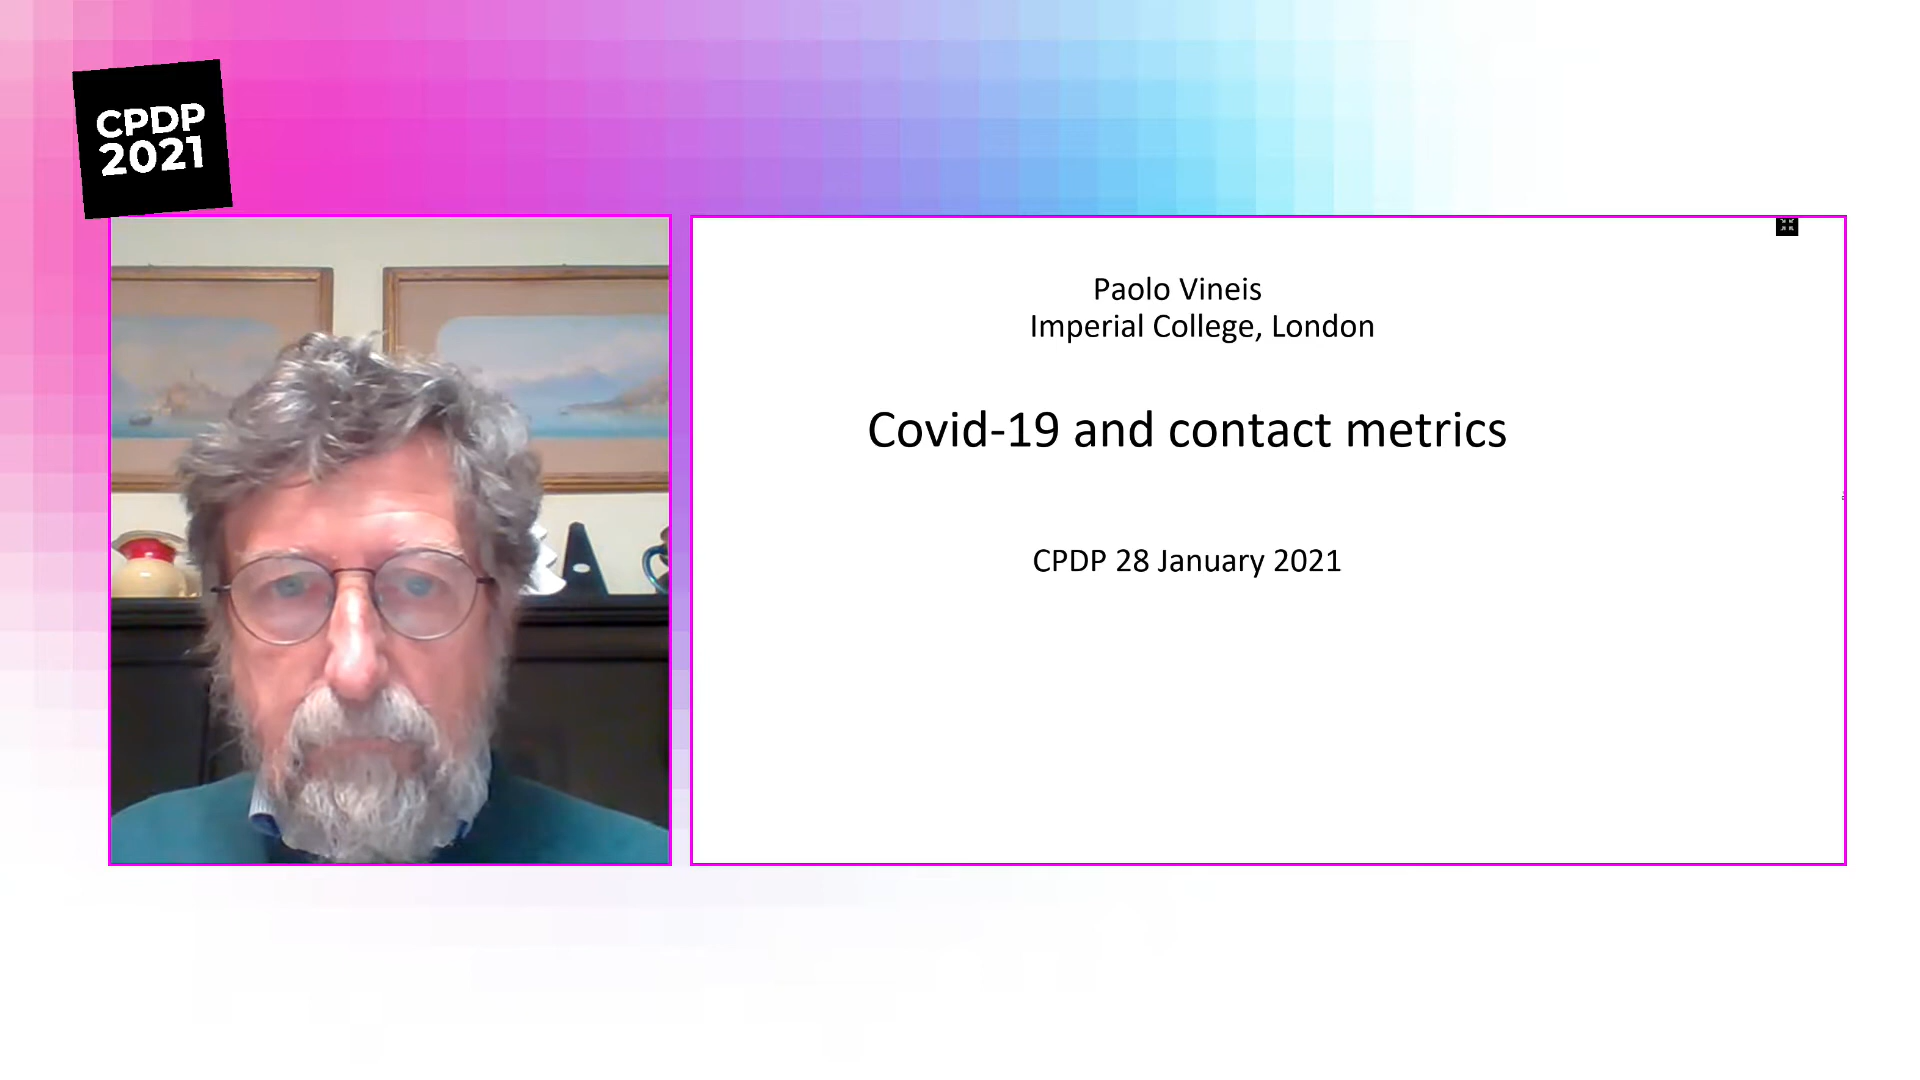 CPDP
2021
Paolo Vineis
Imperial College, London
Covid-19 and contact metrics
CPDP 28 January 2021
A